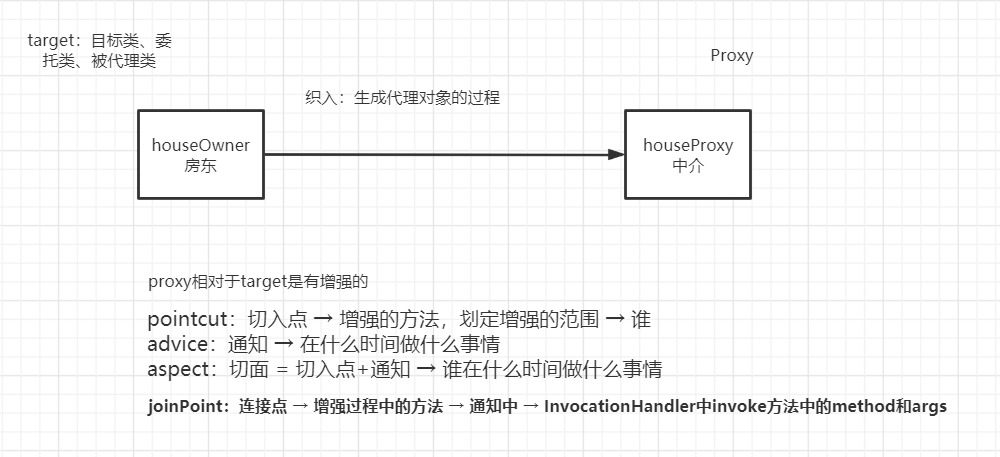 target：目标类、委
托类、被代理类
Proxy
织入：生成代理对象的过程
houseOwner
房东
houseProxy
中介
proxy相对于target是有增强的
pointcut：切入点 → 增强的方法，划定增强的范围 → 谁
advice：通知 → 在什么时间做什么事情
aspect：切面 = 切入点+通知 → 谁在什么时间做什么事情
joinPoint：连接点 → 增强过程中的方法 → 通知中 → InvocationHandler中invoke方法中的method和args